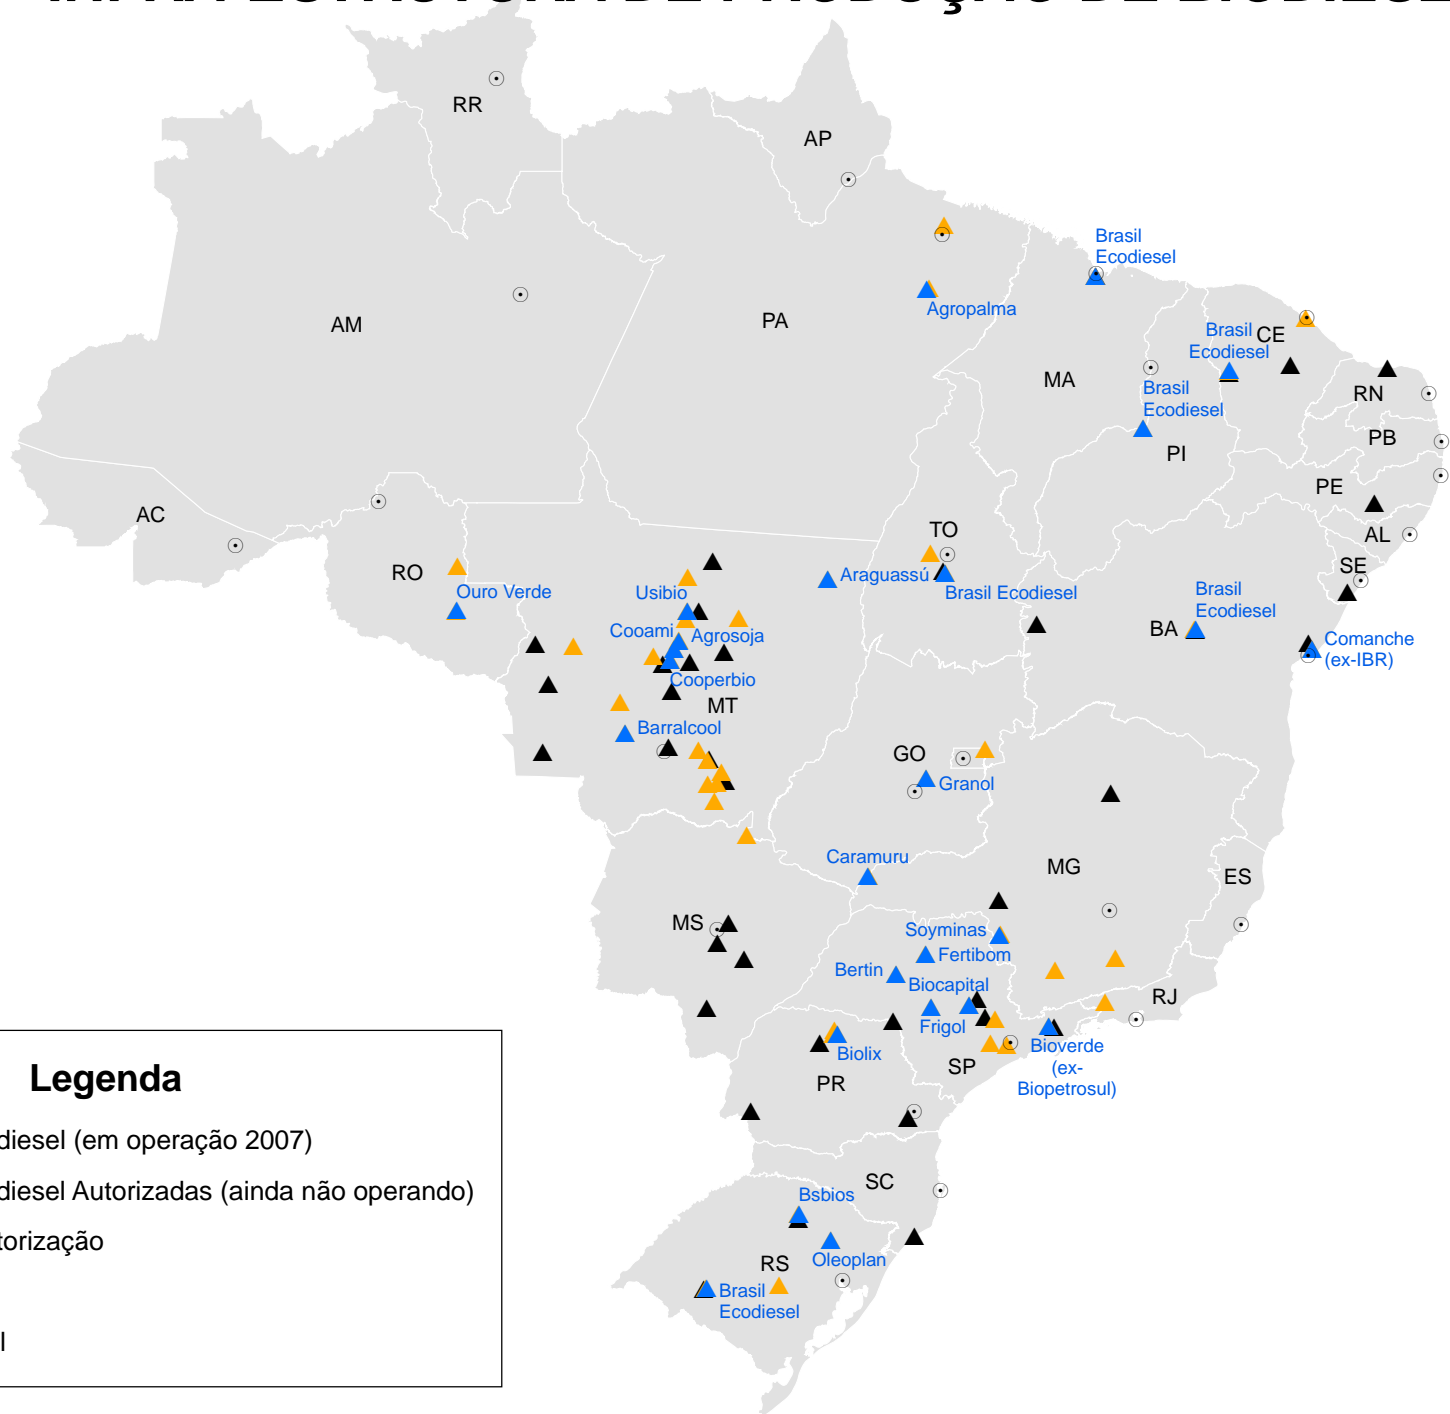 RR
AP
Brasil
Ecodiesel
Agropalma
AM
PA
Brasil
Ecodiesel
CE
MA
Brasil
Ecodiesel
RN
PB
PI
PE
AC
TO
AL
SE
RO
Araguassú
Brasil Ecodiesel
Ouro Verde
Usibio
Brasil
Ecodiesel
BA
Cooami
Agrosoja
Comanche
(ex-IBR)
Cooperbio
MT
Barralcool
GO
Granol
Caramuru
MG
ES
MS
Soyminas
Fertibom
Bertin
Biocapital
RJ
Frigol
Biolix
Bioverde
(ex-
Biopetrosul)
SP
PR
Legenda
diesel (em operação 2007)
diesel Autorizadas (ainda não operando)
torização
l
SC
Bsbios
RS
Oleoplan
Brasil
Ecodiesel